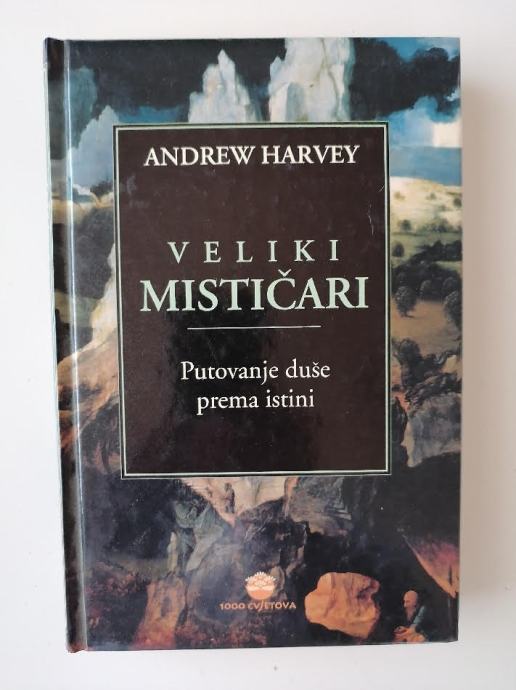 ANDREW HARVEY
VELIKI
MISTIČARI
Putovanje duše
prema istini
1000 CVJETOVA